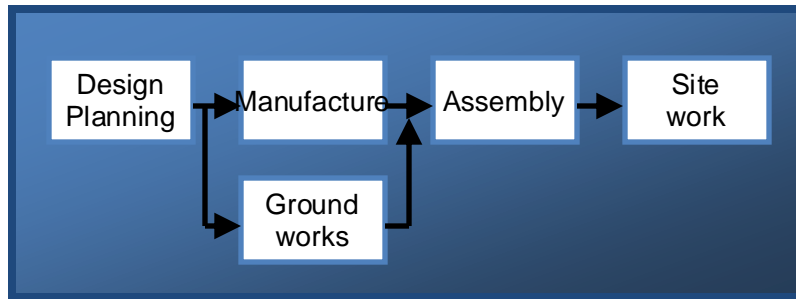 Design
Planning
Manufacture
Assembly
Site
work
Ground
works